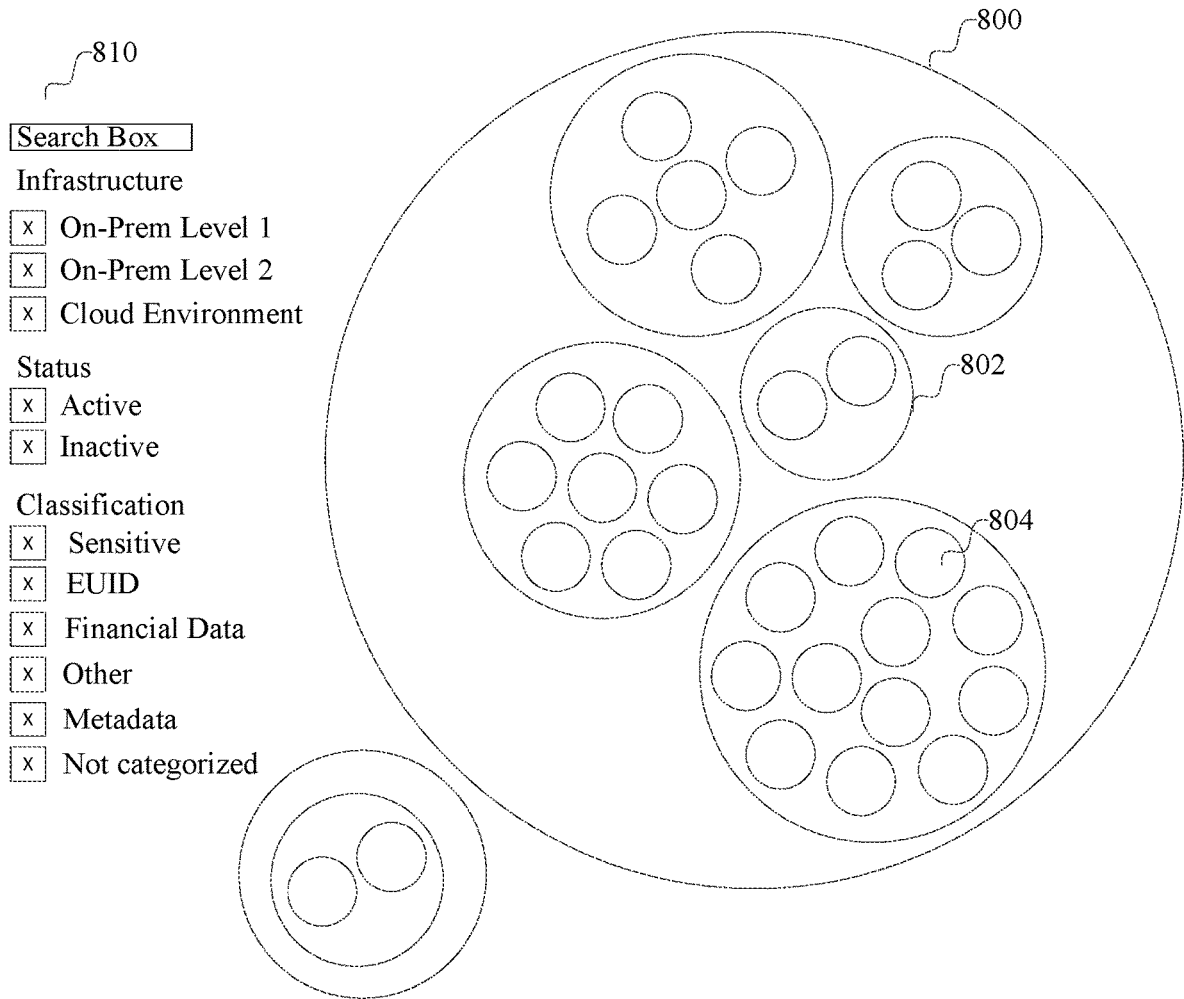 810
800
Search Box
Infrastructure
x On-Prem Level 1
x On-Prem Level 2
x Cloud Environment
Status
802
x Active
x Inactive
Classification
804
x Sensitive
x EUID
x Financial Data
x Other
x Metadata
x Not categorized